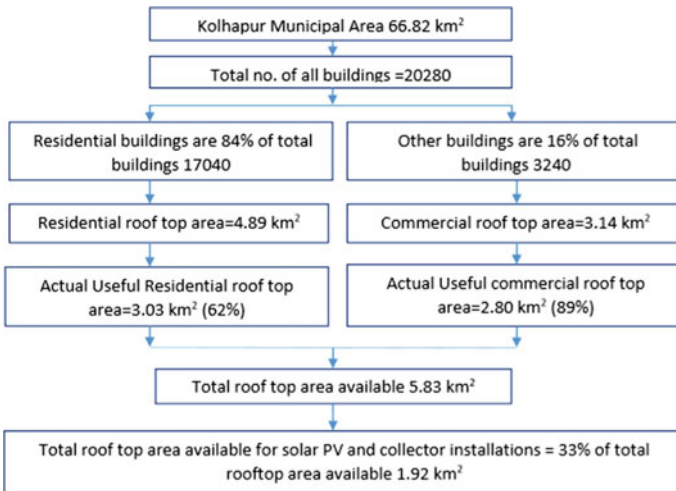 Kolhapur Municipal Area 66.82 km²
Total no. of all buildings =20280
Residential buildings are 84% of total
buildings 17040
Other buildings are 16% of total
buildings 3240
Residential roof top area=4.89 km²
Commercial roof top area=3.14 km²
Actual Useful Residential roof top
area=3.03 km² (62%)
Actual Useful commercial roof top
area=2.80 km² (89%)
Total roof top area available 5.83 km²
Total roof top area available for solar PV and collector installations = 33% of total
rooftop area available 1.92 km²